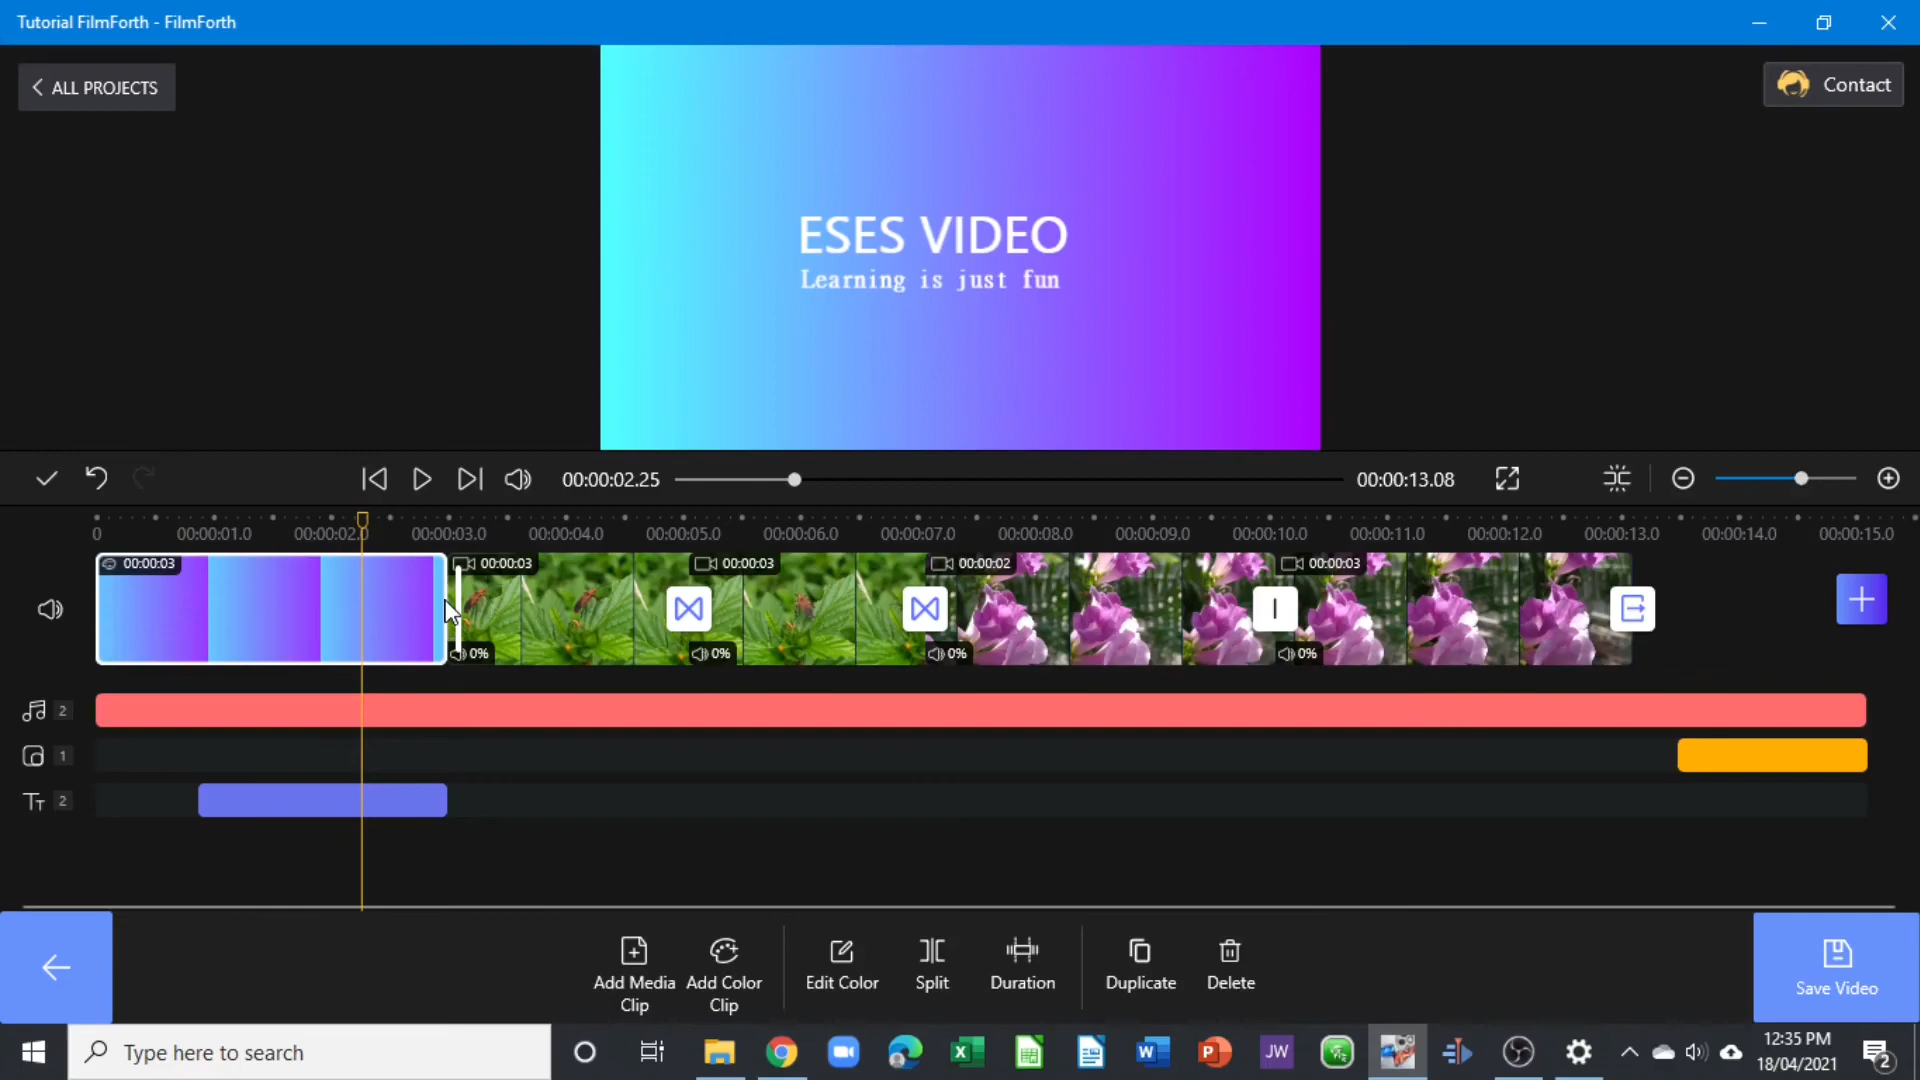 Tutorial FilmForth - FilmForth
ALL PROJECTS
Contact
ESES VIDEO
Learning is just fun
00:00:02.25
00:00:13.08
0
00:00:01.0
00:00:02.0
00:00:03.0
00:00:04.0
00:00:05.0
00:00:06.0
00:00:07.0
00:00:08.0
00:00:09.0
00:00:10.0
00:00:11.0
00:00:12.0
00:00:13.0
00:00:14.0
00:00:15.0
00:00:03
00:00:03
00:00:03
00:00:02
00:00:03
0%
0%
0%
0%
2
1
2
Add Media Clip
Add Color Clip
Edit Color
Split
Duration
Duplicate
Delete
Save Video
Type here to search
JW
12:35 PM
18/04/2021
2